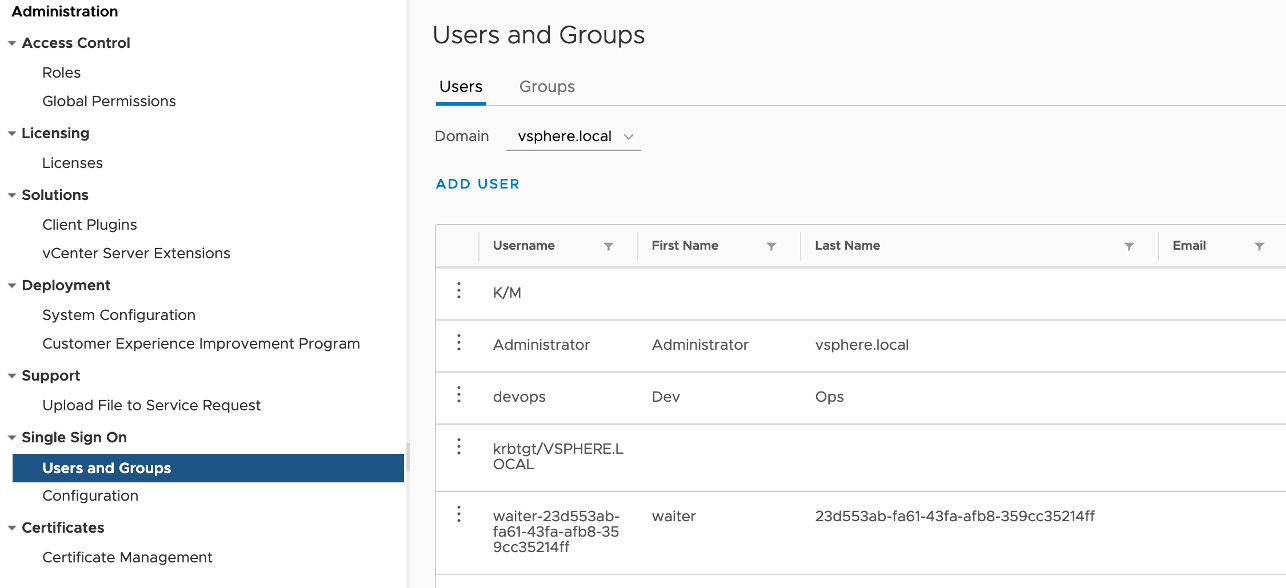 Administration
Access Control
Roles
Global Permissions
Licensing
Licenses
Solutions
Client Plugins
vCenter Server Extensions
Deployment
System Configuration
Customer Experience Improvement Program
Support
Upload File to Service Request
Single Sign On
Users and Groups
Configuration
Certificates
Certificate Management
Users and Groups
Users Groups
Domain vsphere.local
ADD USER
Username First Name Last Name Email
K/M
Administrator Administrator vsphere.local
devops Dev Ops
krbtgt/VSPHERE.L
OCAL
waiter-23d553ab- waiter 23d553ab-fa61-43fa-afb8-359cc35214ff
fa61-43fa-afb8-35
9cc35214ff